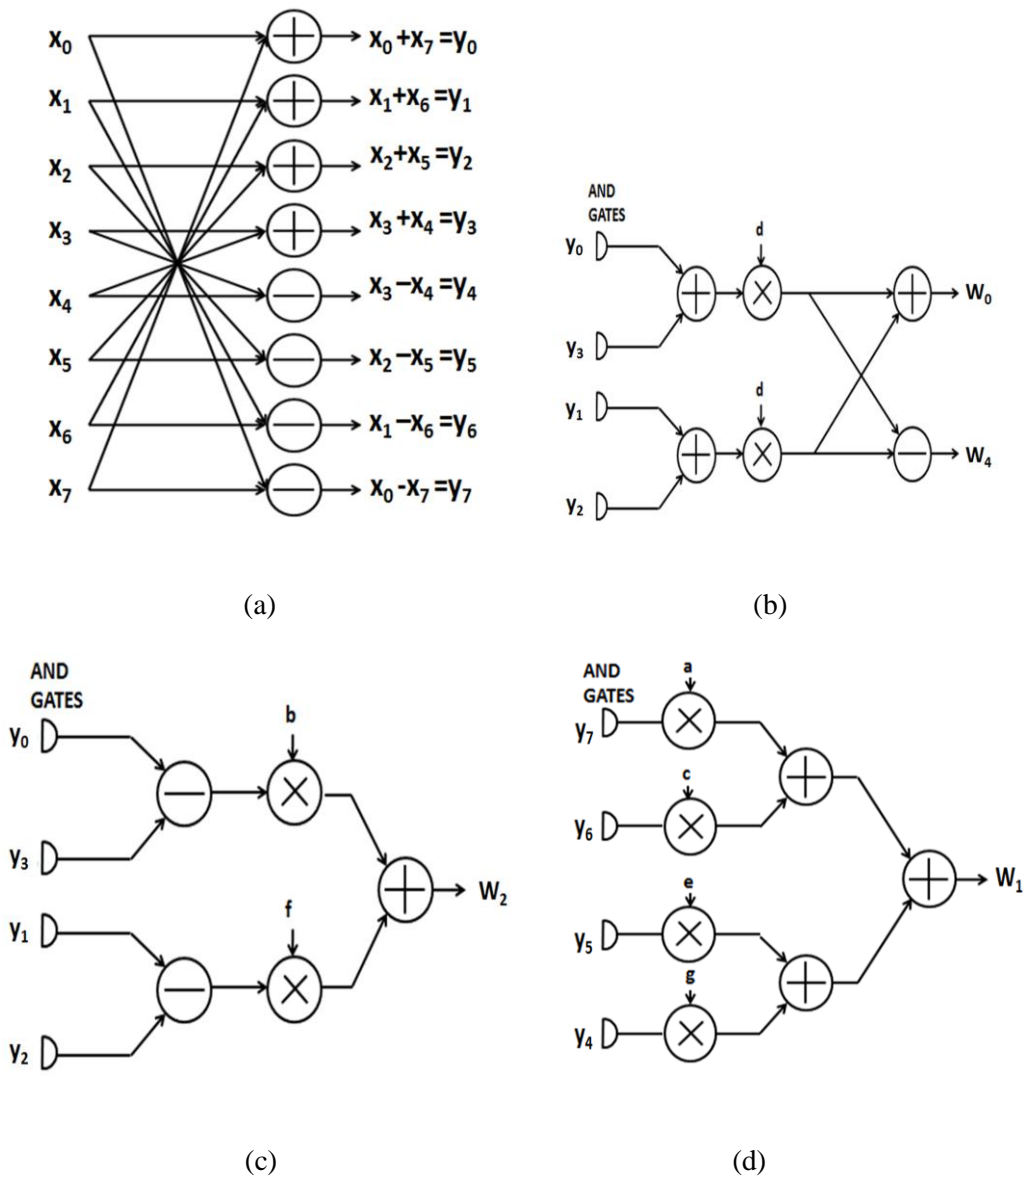 x₀ x₀+x₇=y₀
x₁ x₁+x₆=y₁
x₂ x₂+x₅=y₂
x₃ x₃+x₄=y₃
x₄ x₃−x₄=y₄
x₅ x₂−x₅=y₅
x₆ x₁−x₆=y₆
x₇ x₀-x₇=y₇
(a)
AND
GATES
y₀
d
W₀
y₃
y₁
d
W₄
y₂
(b)
AND
GATES
y₀
b
y₃
W₂
y₁
f
y₂
(c)
AND
GATES
a
y₇
c
y₆
W₁
e
y₅
g
y₄
(d)